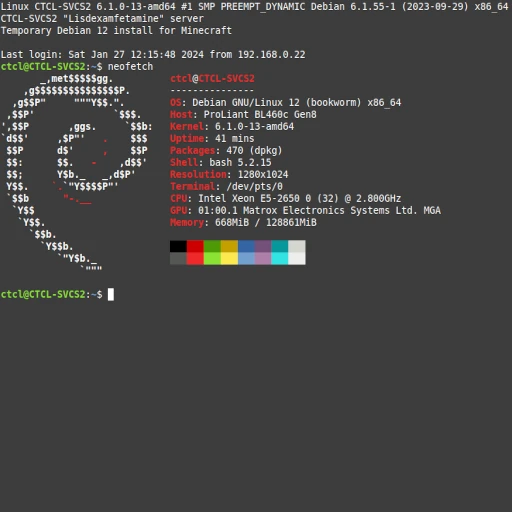 Linux CTCL-SVCS2 6.1.0-13-amd64 #1 SMP PREEMPT_DYNAMIC Debian 6.1.55-1 (2023-09-29) x86_64
CTCL-SVCS2 "Lisdexamfetamine" server
Temporary Debian 12 install for Minecraft
Last login: Sat Jan 27 12:15:48 2024 from 192.168.0.22
ctcl@CTCL-SVCS2:~$ neofetch
       _,met$$$$$gg.          ctcl@CTCL-SVCS2
    ,g$$$$$$$$$$$$$$$P.       ---------------
  ,g$$P"     """Y$$.".        OS: Debian GNU/Linux 12 (bookworm) x86_64
 ,$$P'              `$$$.     Host: ProLiant BL460c Gen8
',$$P       ,ggs.     `$$b:   Kernel: 6.1.0-13-amd64
`d$$'     ,$P"'   .    $$$    Uptime: 41 mins
 $$P      d$'     ,    $$P    Packages: 470 (dpkg)
 $$:      $$.   -    ,d$$'    Shell: bash 5.2.15
 $$;      Y$b._   _,d$P'      Resolution: 1280x1024
 Y$$.    `.`"Y$$$$P"'         Terminal: /dev/pts/0
 `$$b      "-.__              CPU: Intel Xeon E5-2650 0 (32) @ 2.800GHz
  `Y$$                        GPU: 01:00.1 Matrox Electronics Systems Ltd. MGA
   `Y$$.                      Memory: 668MiB / 128861MiB
     `$$b.
       `Y$$b.
          `"Y$b._
              `"""
ctcl@CTCL-SVCS2:~$